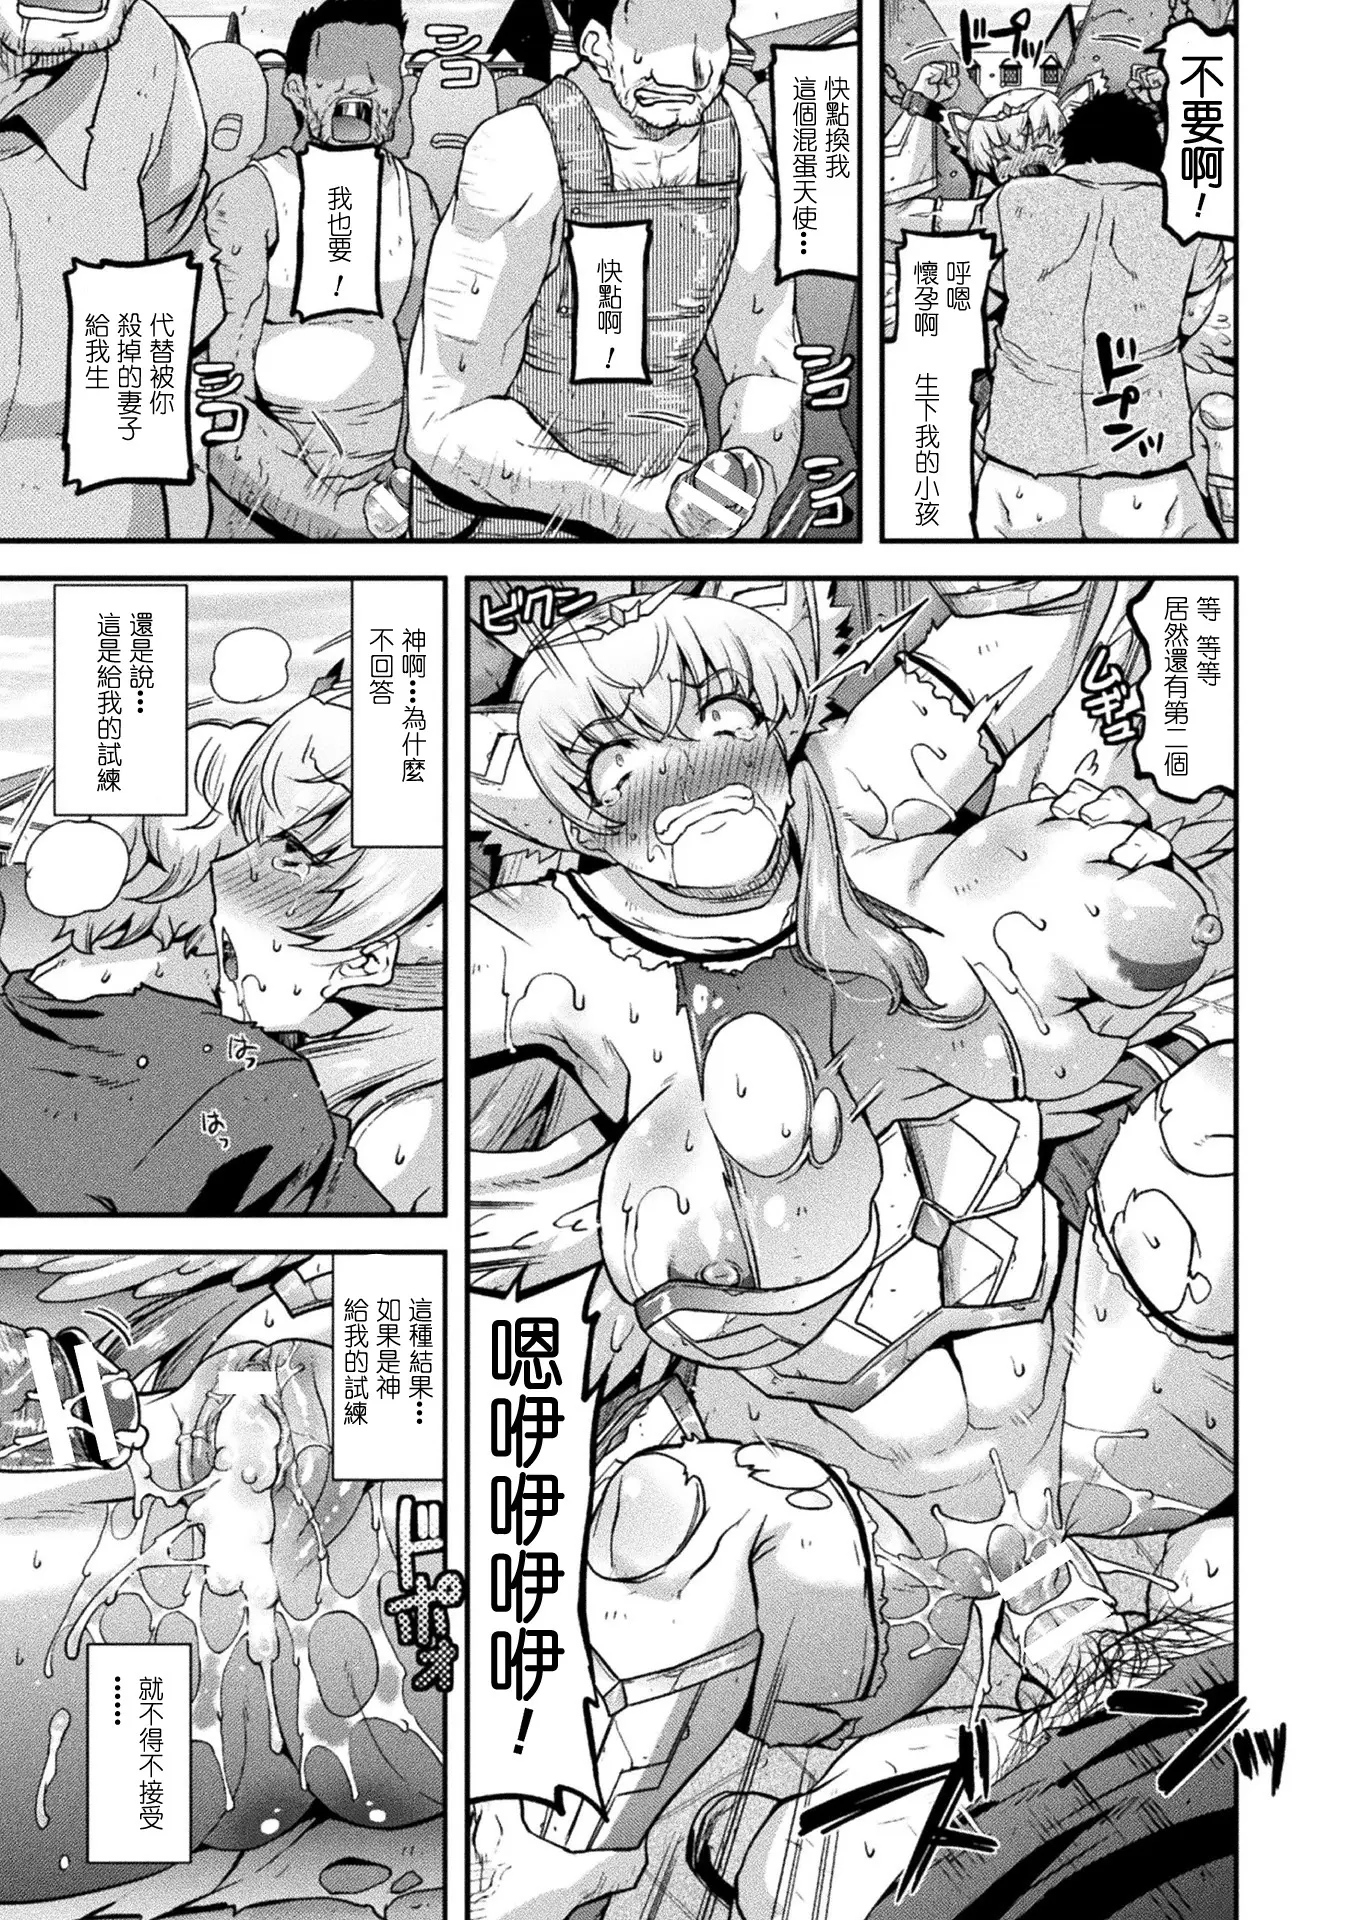 不要啊！
ドプッ
呼嗯
懷孕啊 生下我的小孩
ドプンッ
快點換我
這個混蛋天使…
快點啊！
シコ
シコ
シコ
シコ
我也要！
シコ
シコ
代替被你
殺掉的妻子
給我生
等 等等
居然還有第二個
ムギュ
ビクンッ
嗯咿咿咿咿！
神啊…為什麼
不回答
還是說…
這是給我的試練
はっ
はっ
這種結果…
如果是神
給我的試練
就不得不接受
……